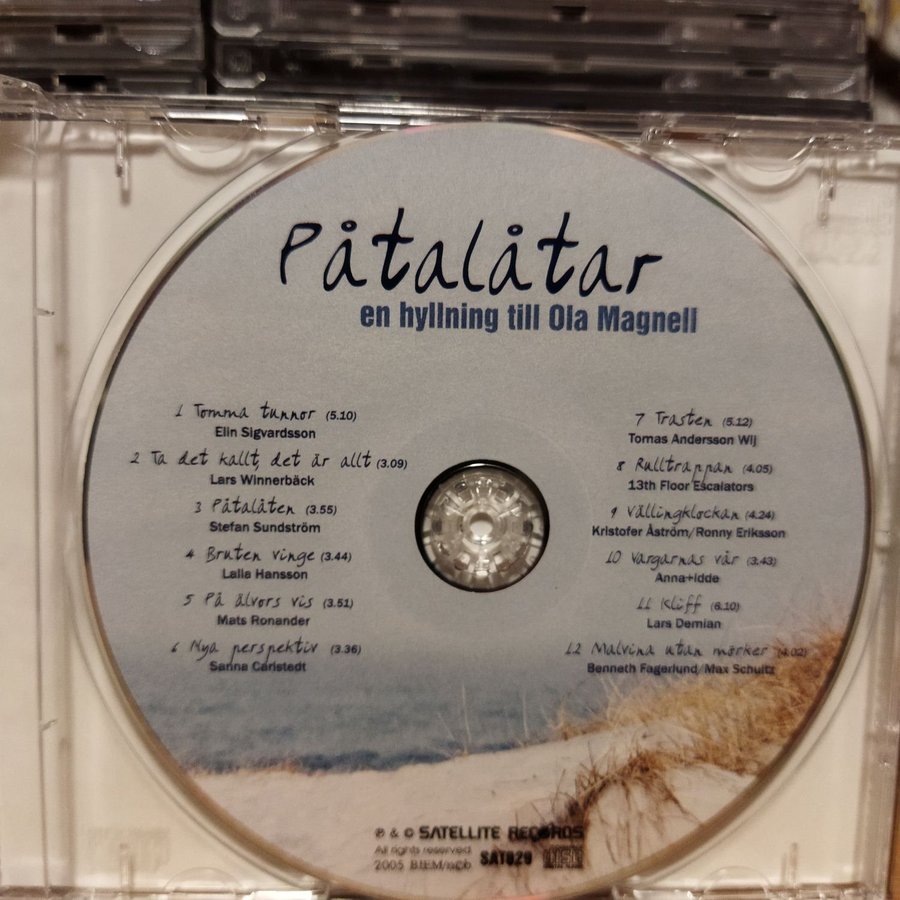 Påtalåtar
en hyllning till Ola Magnell
1 Tomma tunnor (5.10)
Elin Sigvardsson
2 Ta det kallt, det är allt (3.09)
Lars Winnerbäck
3 Påtalåten (3.55)
Stefan Sundström
4 Bruten vinge (3.44)
Laila Hansson
5 På älvors vis (3.51)
Mats Ronander
6 Nya perspektiv (3.36)
Sanna Carlstedt
7 Trasten (5.12)
Tomas Andersson Wij
8 Rulltrappan (4.05)
13th Floor Escalators
9 Vällingklockan (4.24)
Kristofer Åström/Ronny Eriksson
10 Vargarnas vår (3.43)
Anna+Idde
11 Kliff (6.10)
Lars Demian
12 Malvina utan mörker (4.02)
Benneth Fagerlund/Max Schultz
℗ & © SATELLITE RECORDS
All rights reserved
2005 BIEM/ncb SAT029